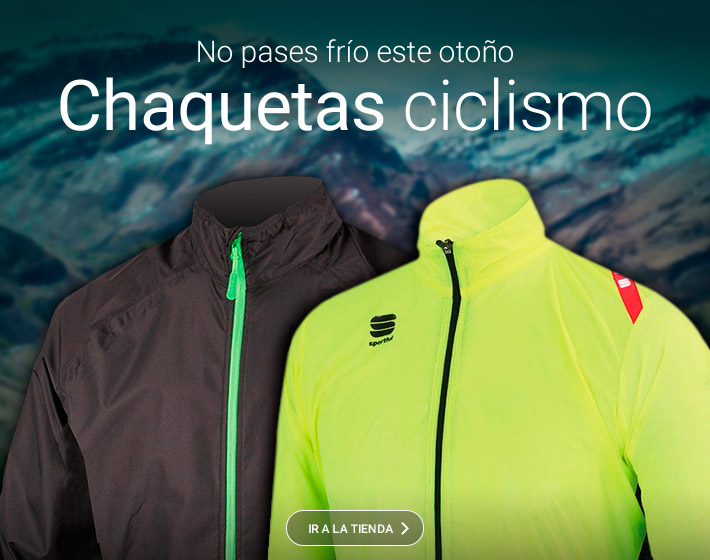 No pases frío este otoño
Chaquetas ciclismo
sportful
IR A LA TIENDA